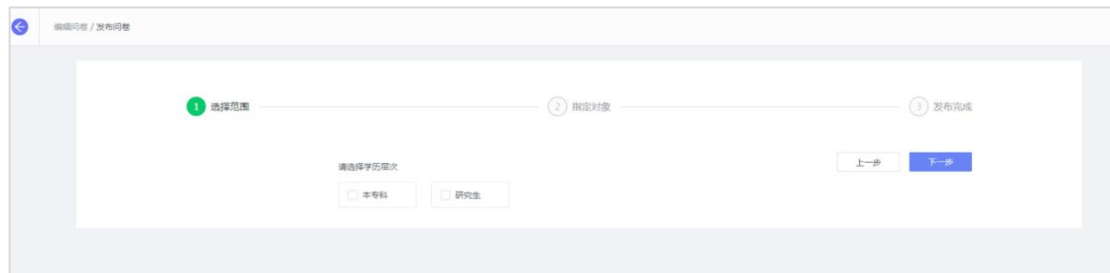 编辑问卷 / 发布问卷
1 选择范围
2 指定对象
3 发布完成
请选择学历层次
上一步
下一步
本专科
研究生